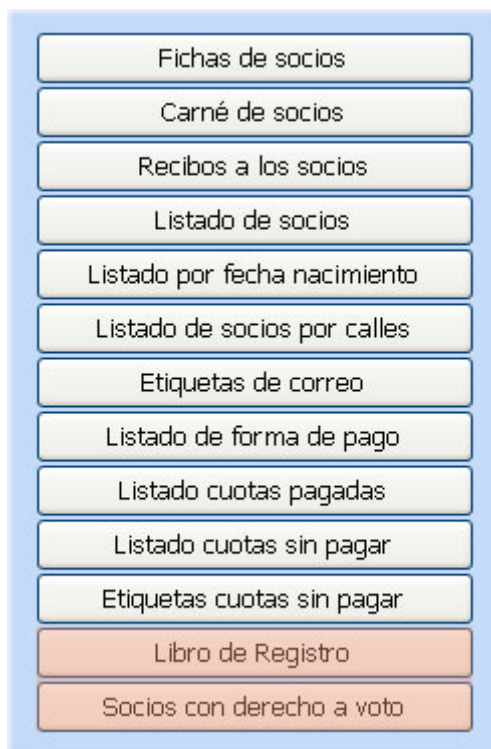 Fichas de socios
Carné de socios
Recibos a los socios
Listado de socios
Listado por fecha nacimiento
Listado de socios por calles
Etiquetas de correo
Listado de forma de pago
Listado cuotas pagadas
Listado cuotas sin pagar
Etiquetas cuotas sin pagar
Libro de Registro
Socios con derecho a voto